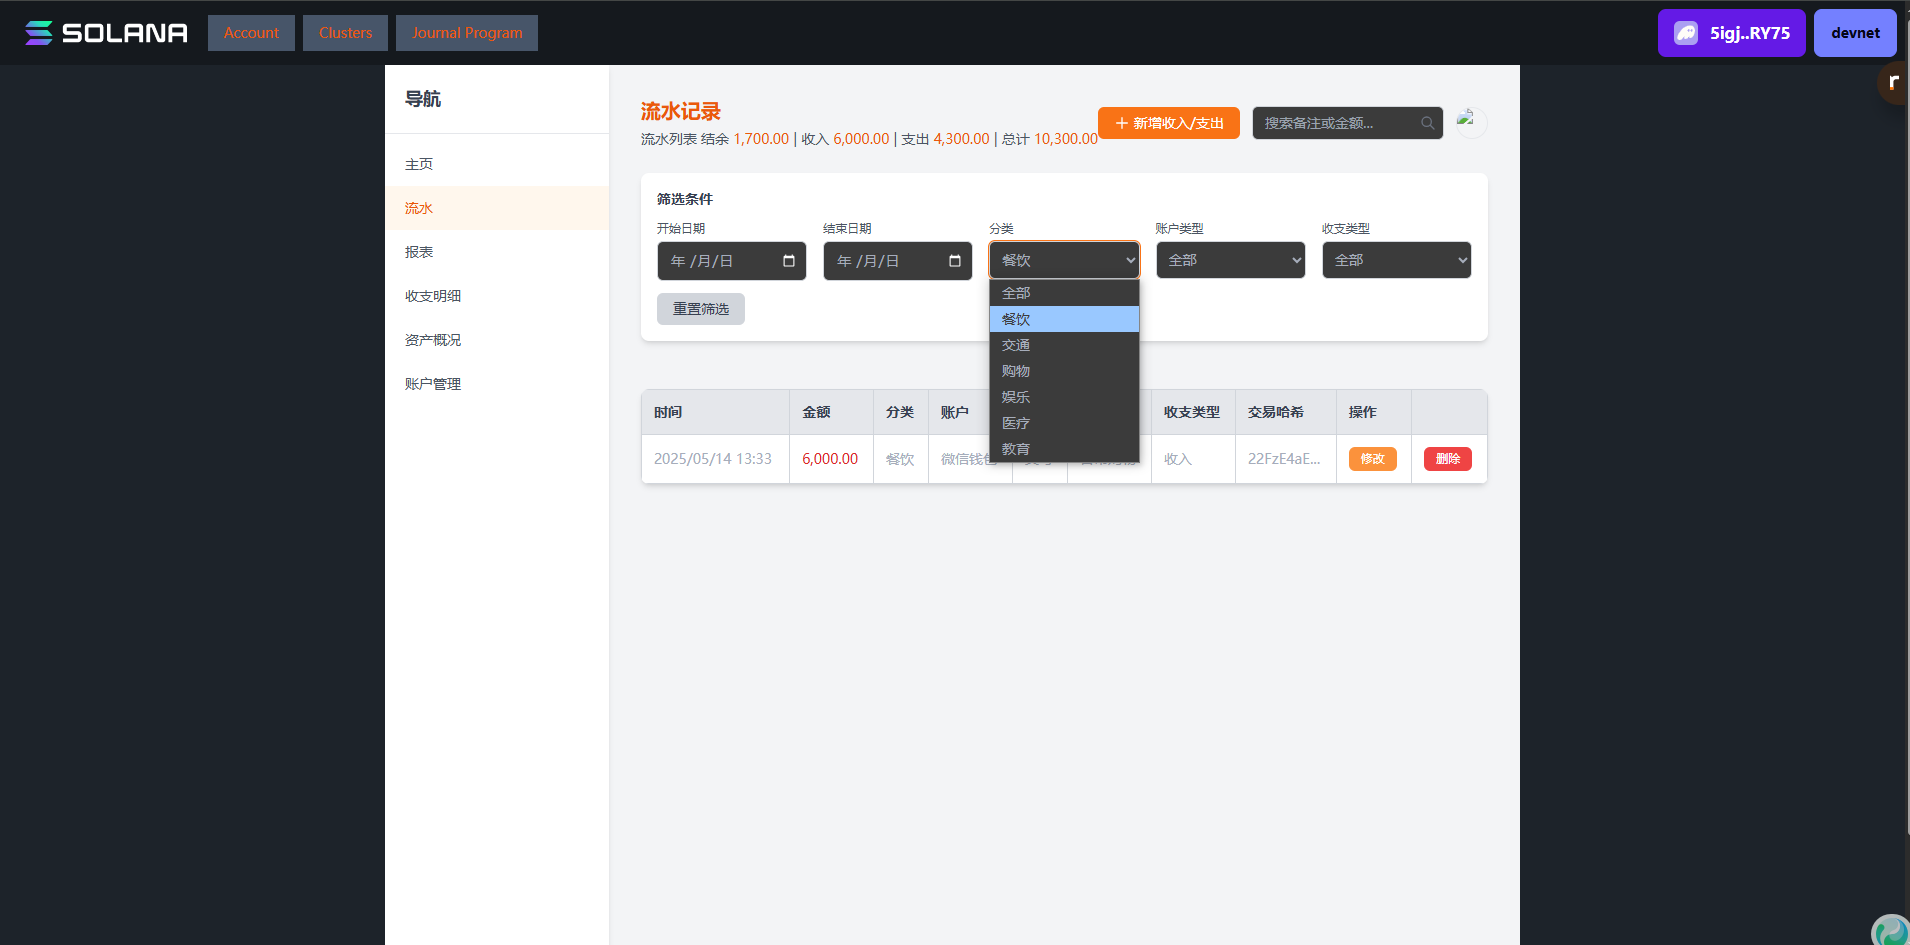 SOLANA
Account
Clusters
Journal Program
5igj..RY75
devnet
r
导航
主页
流水
报表
收支明细
资产概况
账户管理
流水记录
流水列表 结余 1,700.00 | 收入 6,000.00 | 支出 4,300.00 | 总计 10,300.00
+ 新增收入/支出
搜索备注或金额...
筛选条件
开始日期 结束日期 分类 账户类型 收支类型
年 /月/日 年 /月/日 餐饮 全部 全部
重置筛选
全部
餐饮
交通
购物
娱乐
医疗
教育
时间 金额 分类 账户 收支类型 交易哈希 操作
2025/05/14 13:33 6,000.00 餐饮 微信钱包 收入 22FzE4aE... 修改 删除